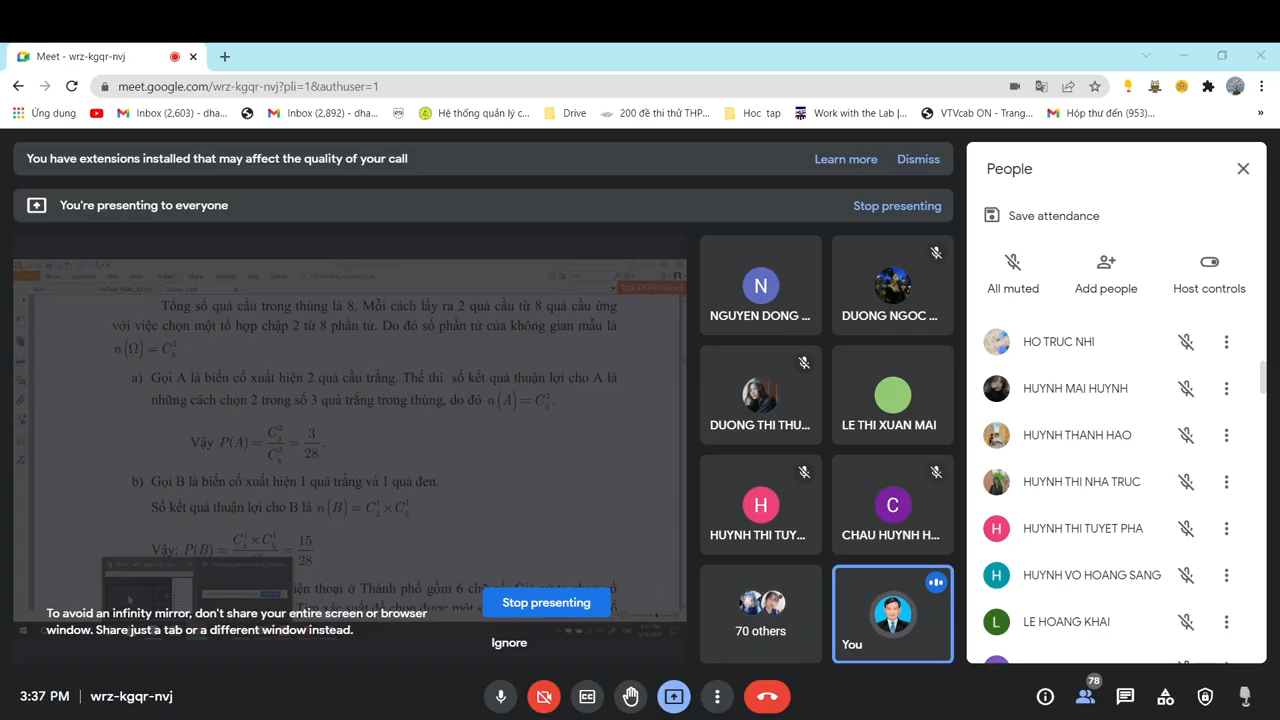 Meet - wrz-kgqr-nvj
meet.google.com/wrz-kgqr-nvj?pli=1&authuser=1
Ứng dụng
Inbox (2,603) - dha...
Inbox (2,892) - dha...
Hệ thống quản lý c...
Drive
200 đề thi thử THP...
Hoc tap
Work with the Lab |...
VTVcab ON - Trang...
Hộp thư đến (953)...
»
You have extensions installed that may affect the quality of your call
Learn more
Dismiss
You're presenting to everyone
Stop presenting
Tổng số quả cầu trong thùng là 8. Mỗi cách lấy ra 2 quả cầu từ 8 quả cầu ứng
với việc chọn một tổ hợp chập 2 từ 8 phần tử. Do đó số phần tử của không gian mẫu là
n(Ω) = C₈².
a) Gọi A là biến cố xuất hiện 2 quả cầu trắng. Thế thì số kết quả thuận lợi cho A là
những cách chọn 2 trong số 3 quả trắng trong thùng, do đó n(A) = C₃².
Vậy P(A) = C₃²/C₈² = 3/28.
b) Gọi B là biến cố xuất hiện 1 quả trắng và 1 quả đen.
Số kết quả thuận lợi cho B là n(B) = C₃¹ × C₅¹
Vậy: P(B) = C₃¹ × C₅¹ = 15/28
iện thoại ở Thành phố gồm 6 chữ số.
To avoid an infinity mirror, don't share your entire screen or browser
window. Share just a tab or a different window instead.
Stop presenting
Ignore
N
NGUYEN DONG ...
DUONG NGOC ...
DUONG THI THU...
LE THI XUAN MAI
H
HUYNH THI TUY...
C
CHAU HUYNH H...
70 others
You
People
Save attendance
All muted
Add people
Host controls
HO TRUC NHI
HUYNH MAI HUYNH
HUYNH THANH HAO
HUYNH THI NHA TRUC
H HUYNH THI TUYET PHA
H HUYNH VO HOANG SANG
L LE HOANG KHAI
3:37 PM
wrz-kgqr-nvj
78